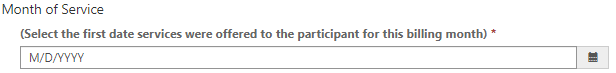 Month of Service
(Select the first date services were offered to the participant for this billing month) *
M/D/YYYY